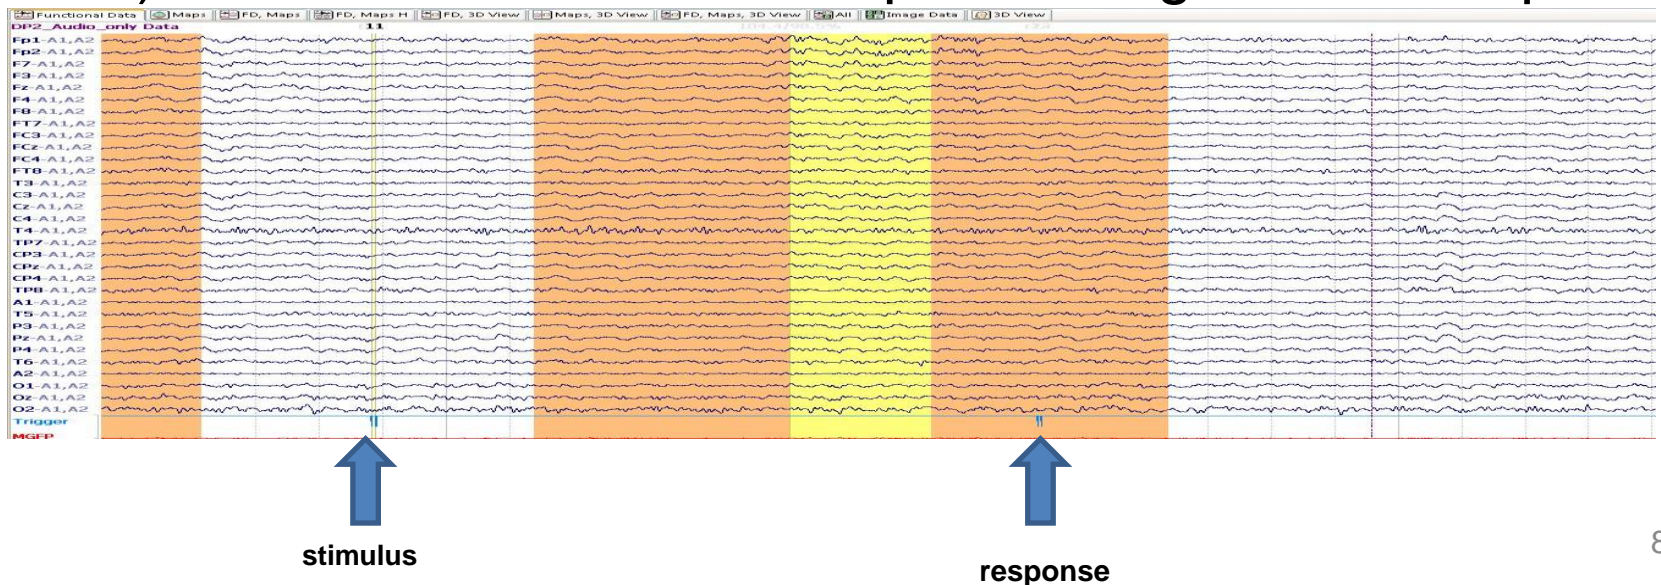 Functional Data Maps FD, Maps FD, Maps H FD, 3D View Maps, 3D View FD, Maps, 3D View All Image Data 3D View
DP2_Audio_only Data 11
Fp1-A1,A2
Fp2-A1,A2
F7-A1,A2
F3-A1,A2
Fz-A1,A2
F4-A1,A2
F8-A1,A2
FT7-A1,A2
FC3-A1,A2
FCz-A1,A2
FC4-A1,A2
FT8-A1,A2
T3-A1,A2
C3-A1,A2
Cz-A1,A2
C4-A1,A2
T4-A1,A2
TP7-A1,A2
CP3-A1,A2
CPz-A1,A2
CP4-A1,A2
TP8-A1,A2
A1-A1,A2
T5-A1,A2
P3-A1,A2
Pz-A1,A2
P4-A1,A2
T6-A1,A2
A2-A1,A2
O1-A1,A2
Oz-A1,A2
O2-A1,A2
Trigger
MGFP
stimulus
response
8